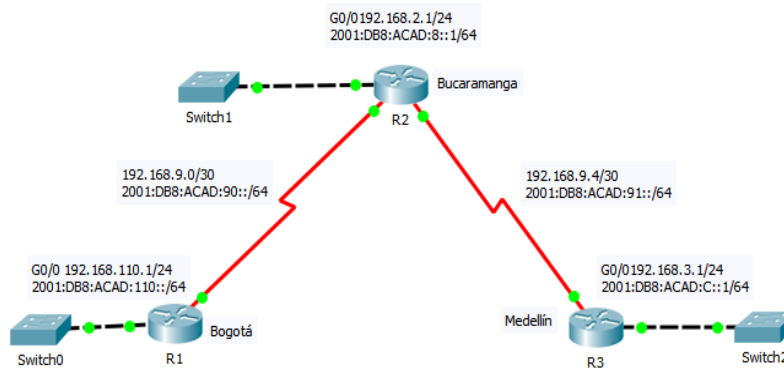 G0/0192.168.2.1/24
2001:DB8:ACAD:8::1/64
Switch1
Bucaramanga
R2
192.168.9.0/30
2001:DB8:ACAD:90::/64
192.168.9.4/30
2001:DB8:ACAD:91::/64
G0/0 192.168.110.1/24
2001:DB8:ACAD:110::/64
G0/0192.168.3.1/24
2001:DB8:ACAD:C::1/64
Switch0
R1
Bogotá
Medellín
R3
Switch2